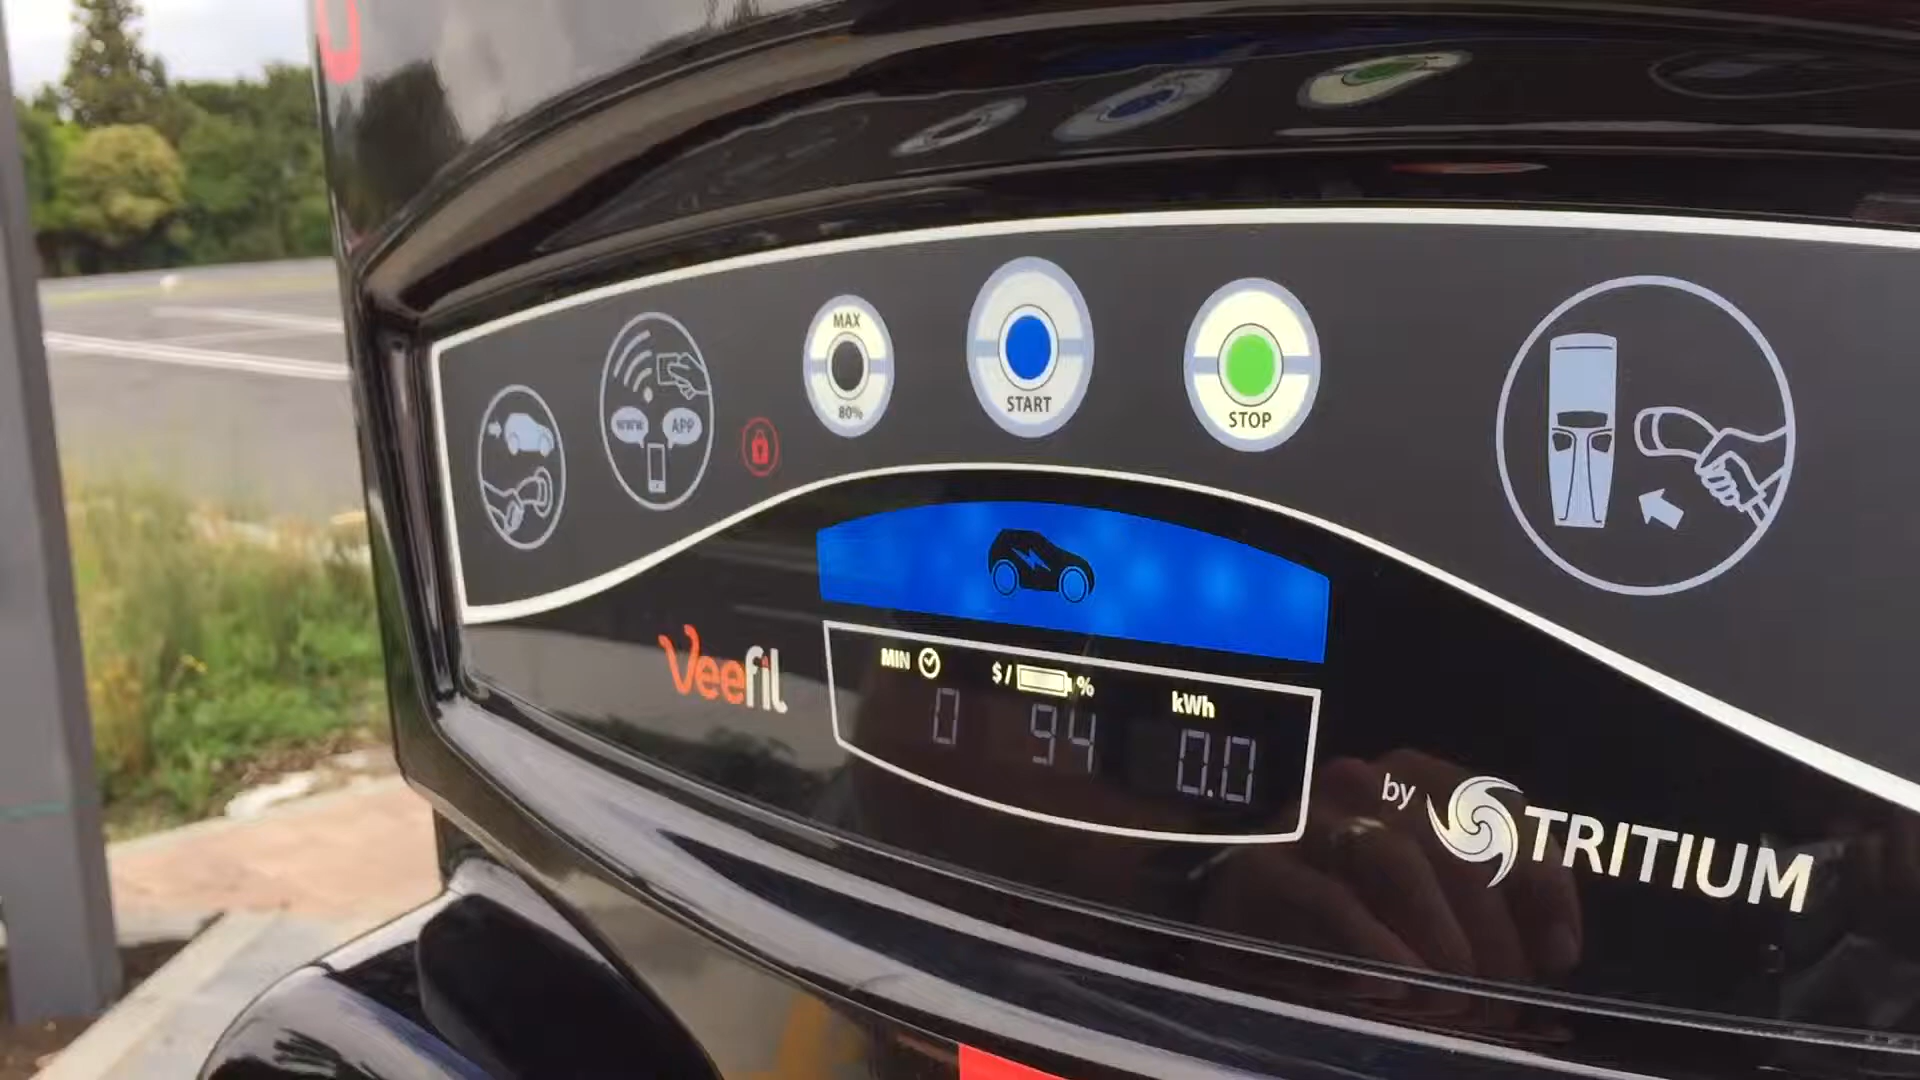 WWW
APP
MAX
80%
START
STOP
Veefil
MIN
$/ %
kWh
0
94
0.0
by TRITIUM